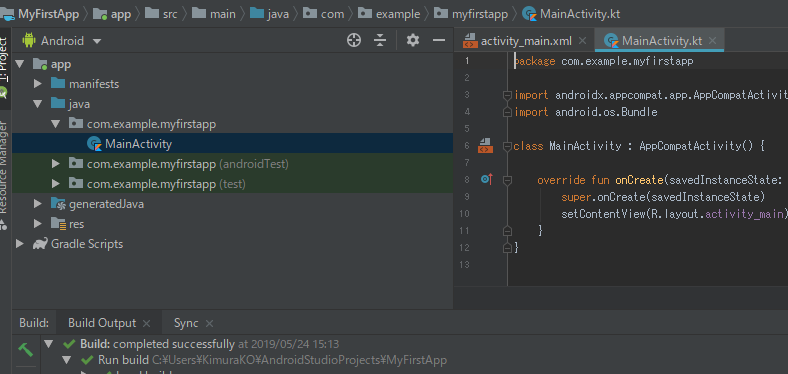 MyFirstApp app src main java com example myfirstapp MainActivity.kt
1: Project
Resource Manager
Android
app
manifests
java
com.example.myfirstapp
MainActivity
com.example.myfirstapp (androidTest)
com.example.myfirstapp (test)
generatedJava
res
Gradle Scripts
activity_main.xml MainActivity.kt
1 package com.example.myfirstapp
2
3 import androidx.appcompat.app.AppCompatActivit
4 import android.os.Bundle
5
6 class MainActivity : AppCompatActivity() {
7
8 override fun onCreate(savedInstanceState:
9 super.onCreate(savedInstanceState)
10 setContentView(R.layout.activity_main)
11 }
12 }
13
Build: Build Output Sync
Build: completed successfully at 2019/05/24 15:13
Run build C:¥Users¥KimuraKO¥AndroidStudioProjects¥MyFirstApp